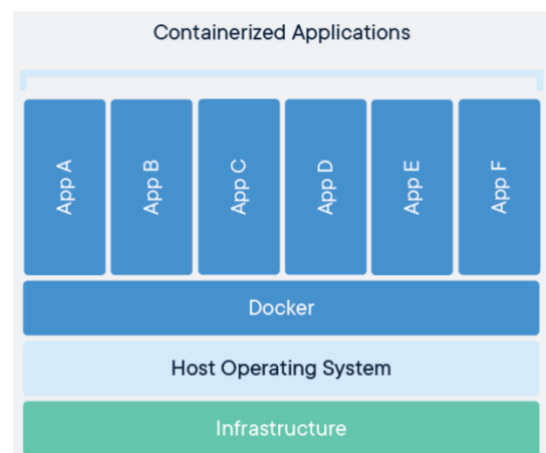 Containerized Applications
App A
App B
App C
App D
App E
App F
Docker
Host Operating System
Infrastructure